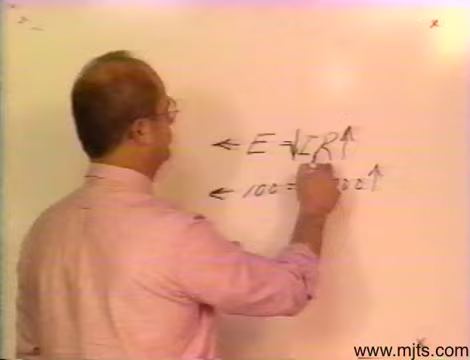 ← E = ↓IR↑
← 100 = 00↑
www.mjts.com